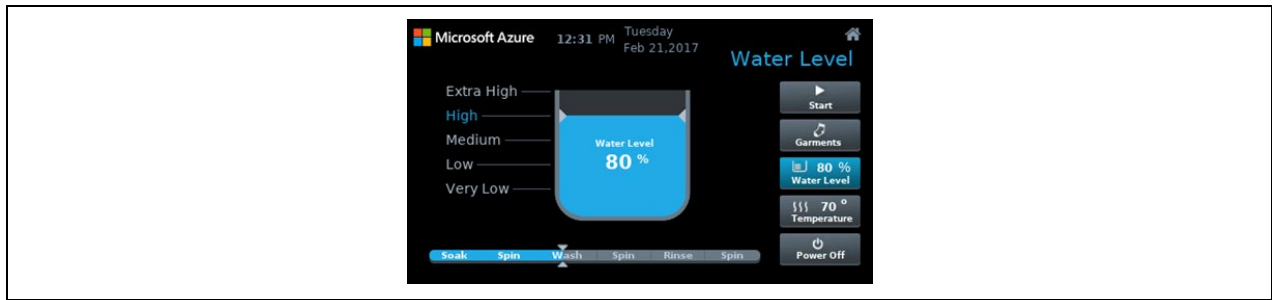 Microsoft Azure 12:31 PM Tuesday
Feb 21,2017
Water Level
Extra High
High
Medium
Low
Very Low
Water Level
80 %
Start
Garments
80 %
Water Level
70 °
Temperature
Power Off
Soak Spin Wash Spin Rinse Spin